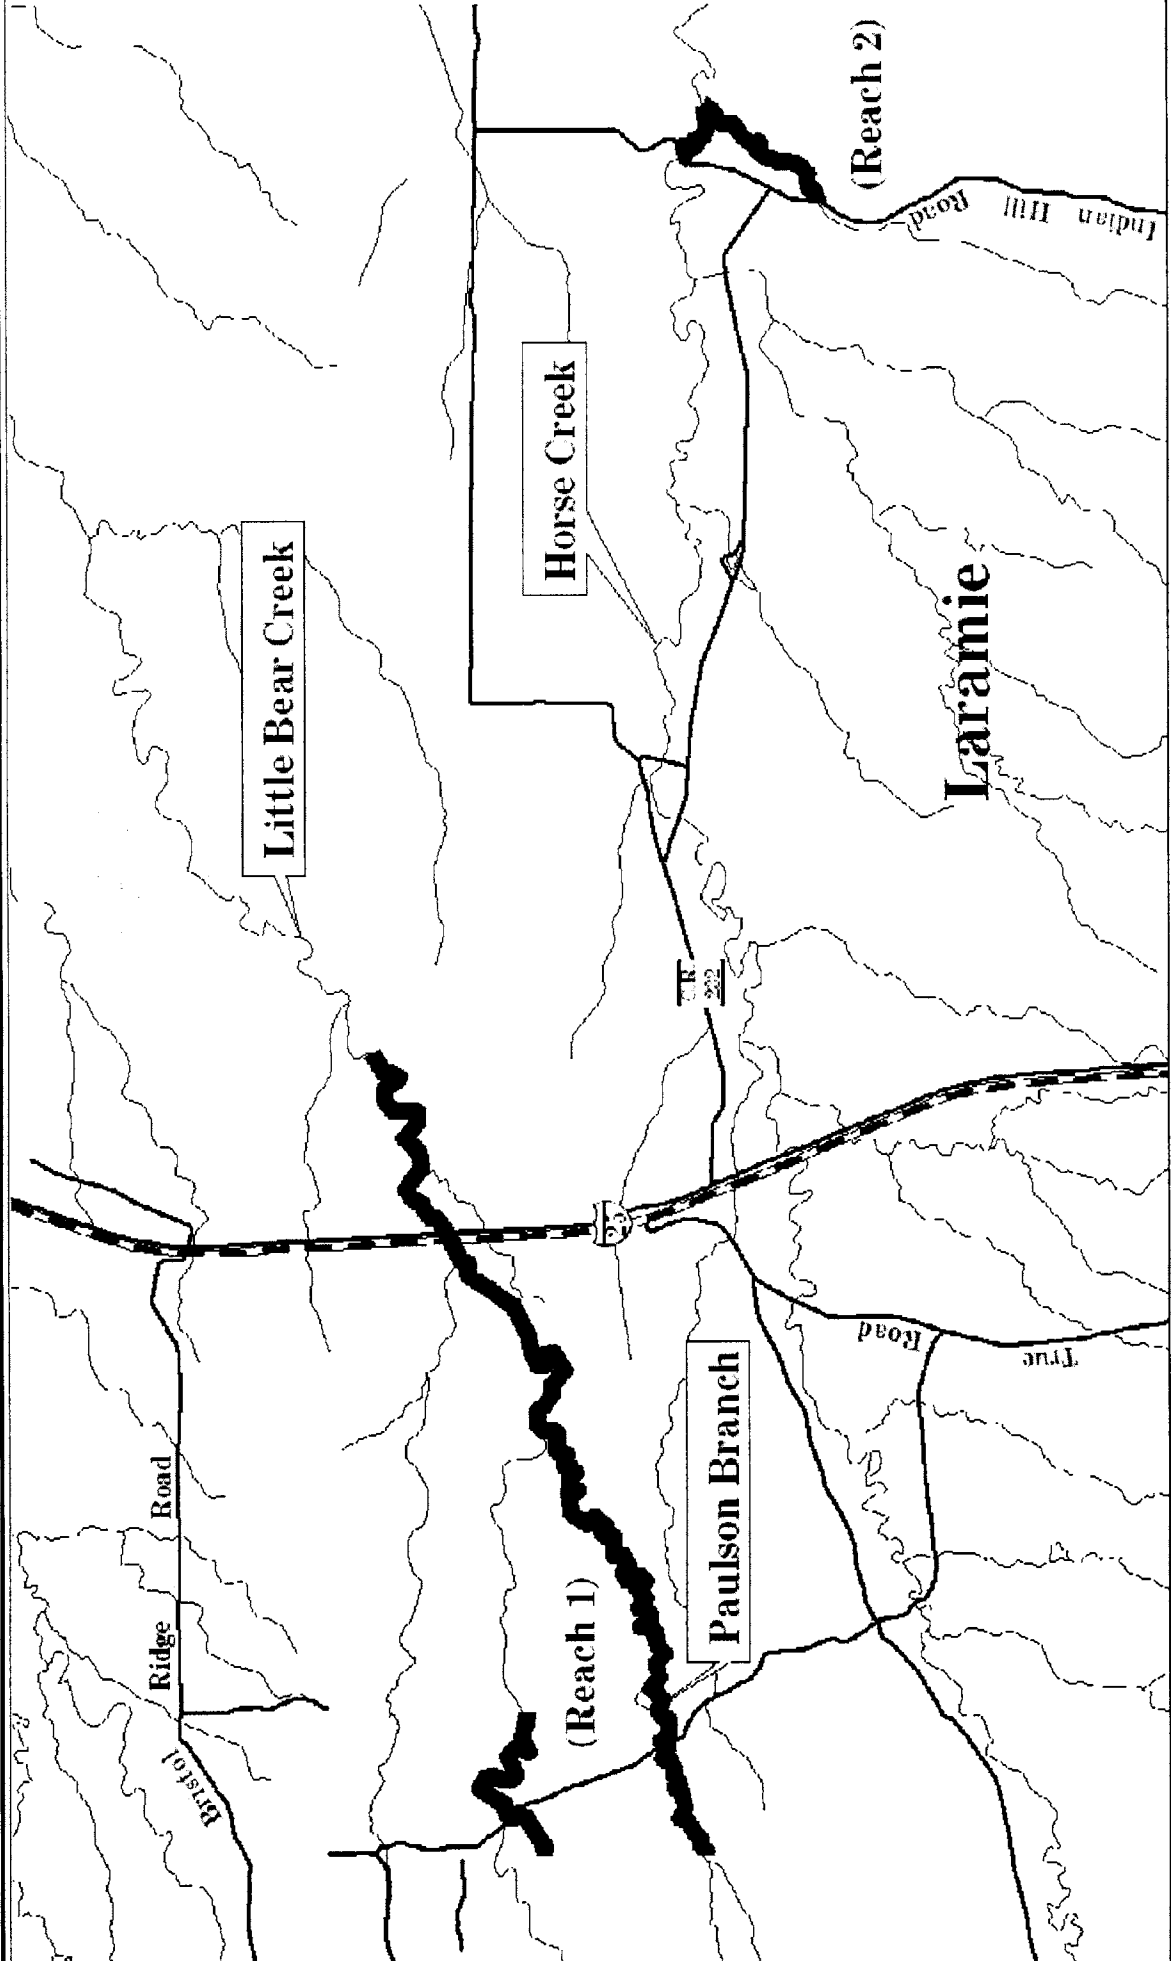 (Reach 2)
Indian Hill Road
Horse Creek
Little Bear Creek
Laramie
C.R.
202
True Road
Paulson Branch
(Reach 1)
Bristol Ridge Road